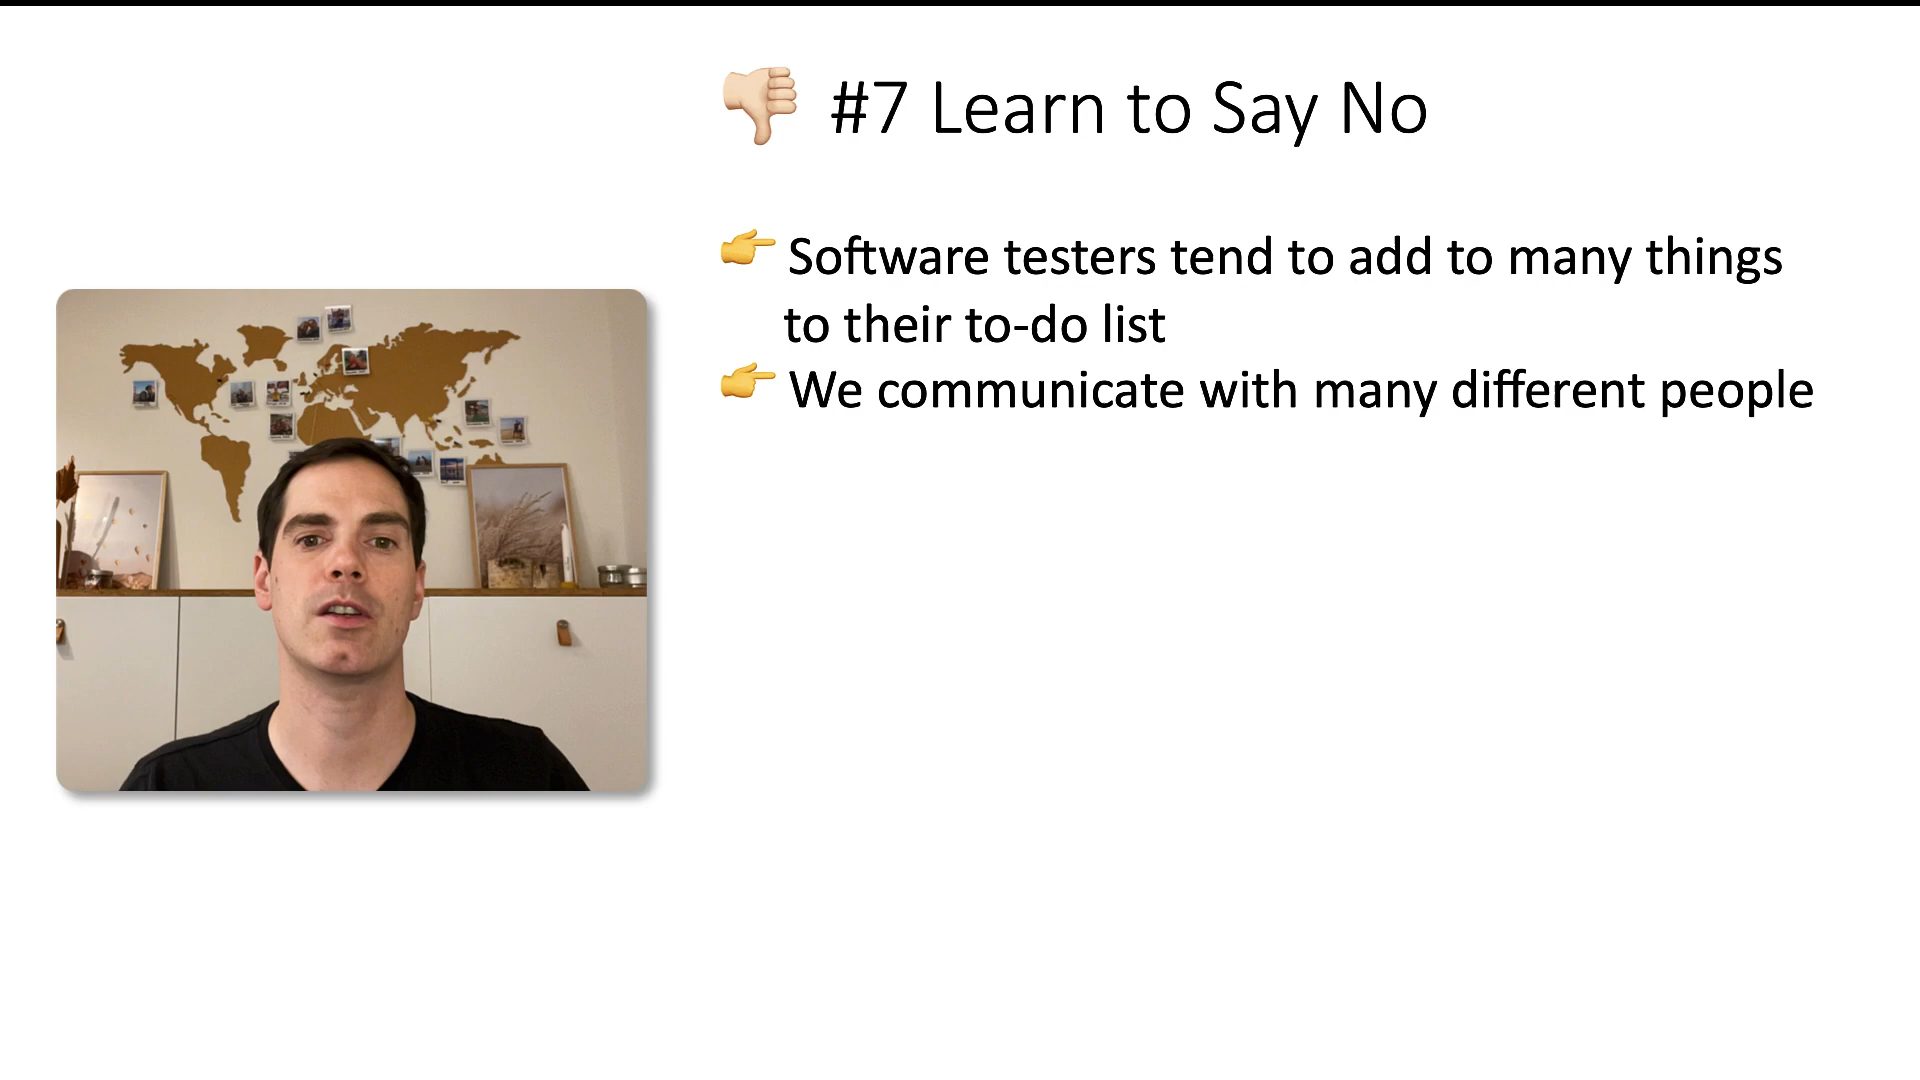 #7 Learn to Say No
Software testers tend to add to many things
to their to-do list
We communicate with many different people